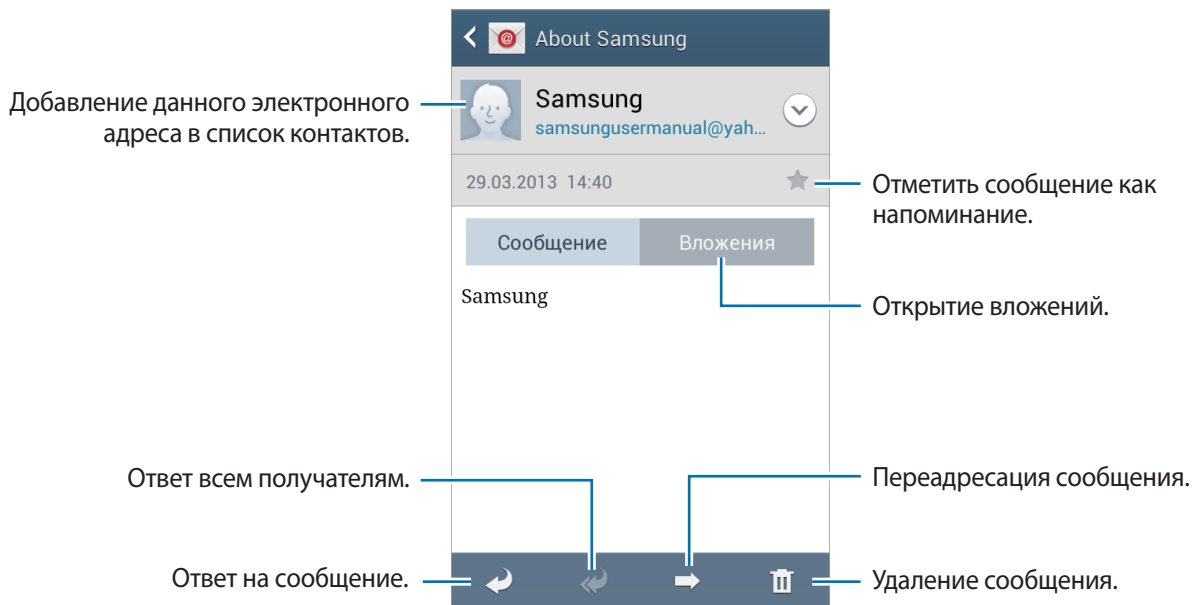 About Samsung
Добавление данного электронного
адреса в список контактов.
Samsung
samsungusermanual@yah...
29.03.2013 14:40
Отметить сообщение как
напоминание.
Сообщение
Вложения
Samsung
Открытие вложений.
Ответ всем получателям.
Переадресация сообщения.
Ответ на сообщение.
Удаление сообщения.